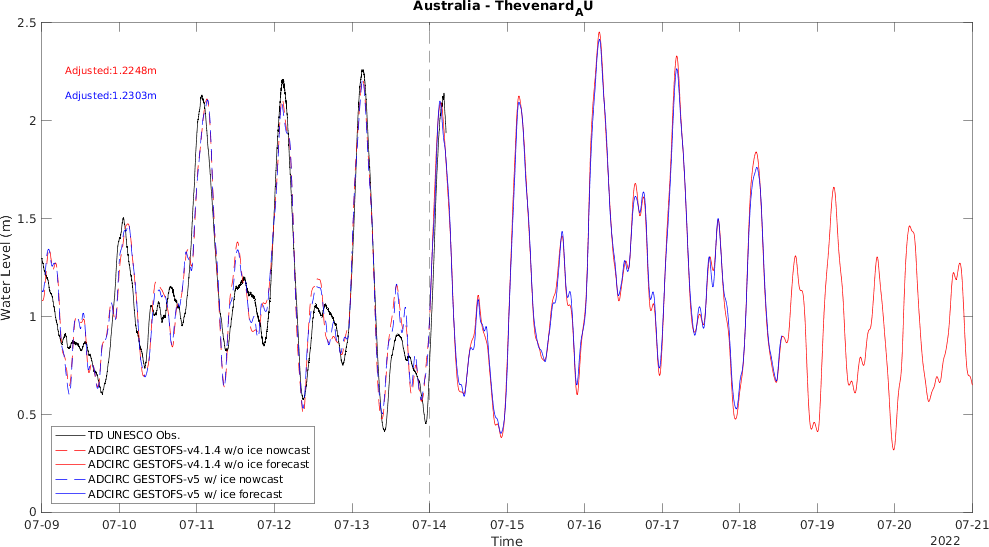 Australia - Thevenard_AU
2.5
Adjusted:1.2248m
Adjusted:1.2303m
2
1.5
Water Level (m)
1
0.5
TD UNESCO Obs.
ADCIRC GESTOFS-v4.1.4 w/o ice nowcast
ADCIRC GESTOFS-v4.1.4 w/o ice forecast
ADCIRC GESTOFS-v5 w/ ice nowcast
ADCIRC GESTOFS-v5 w/ ice forecast
0
07-09 07-10 07-11 07-12 07-13 07-14 07-15 07-16 07-17 07-18 07-19 07-20 07-21
Time
2022